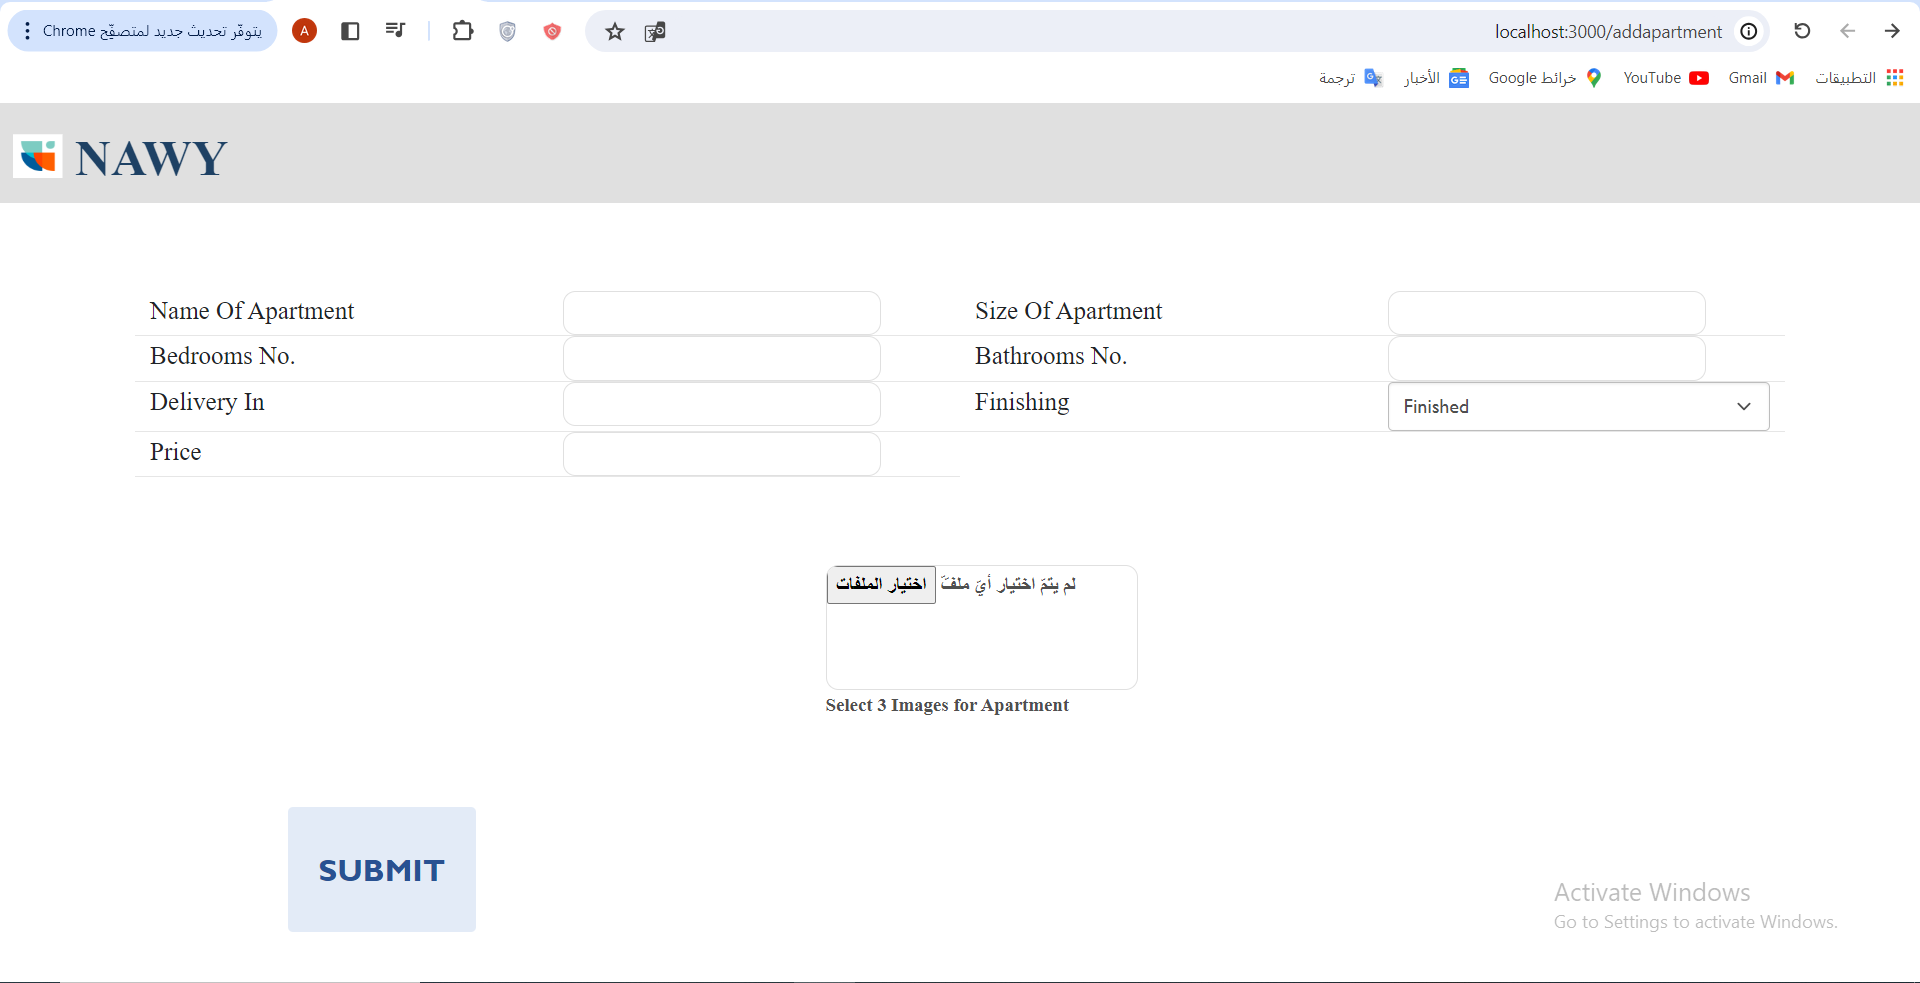 يتوفّر تحديث جديد لمتصفّح Chrome
A
localhost:3000/addapartment
التطبيقات
Gmail
YouTube
خرائط Google
الأخبار
ترجمة
NAWY
Name Of Apartment
Size Of Apartment
Bedrooms No.
Bathrooms No.
Delivery In
Finishing
Finished
Price
اختيار الملفات
لم يتمّ اختيار أيّ ملفّ
Select 3 Images for Apartment
SUBMIT
Activate Windows
Go to Settings to activate Windows.